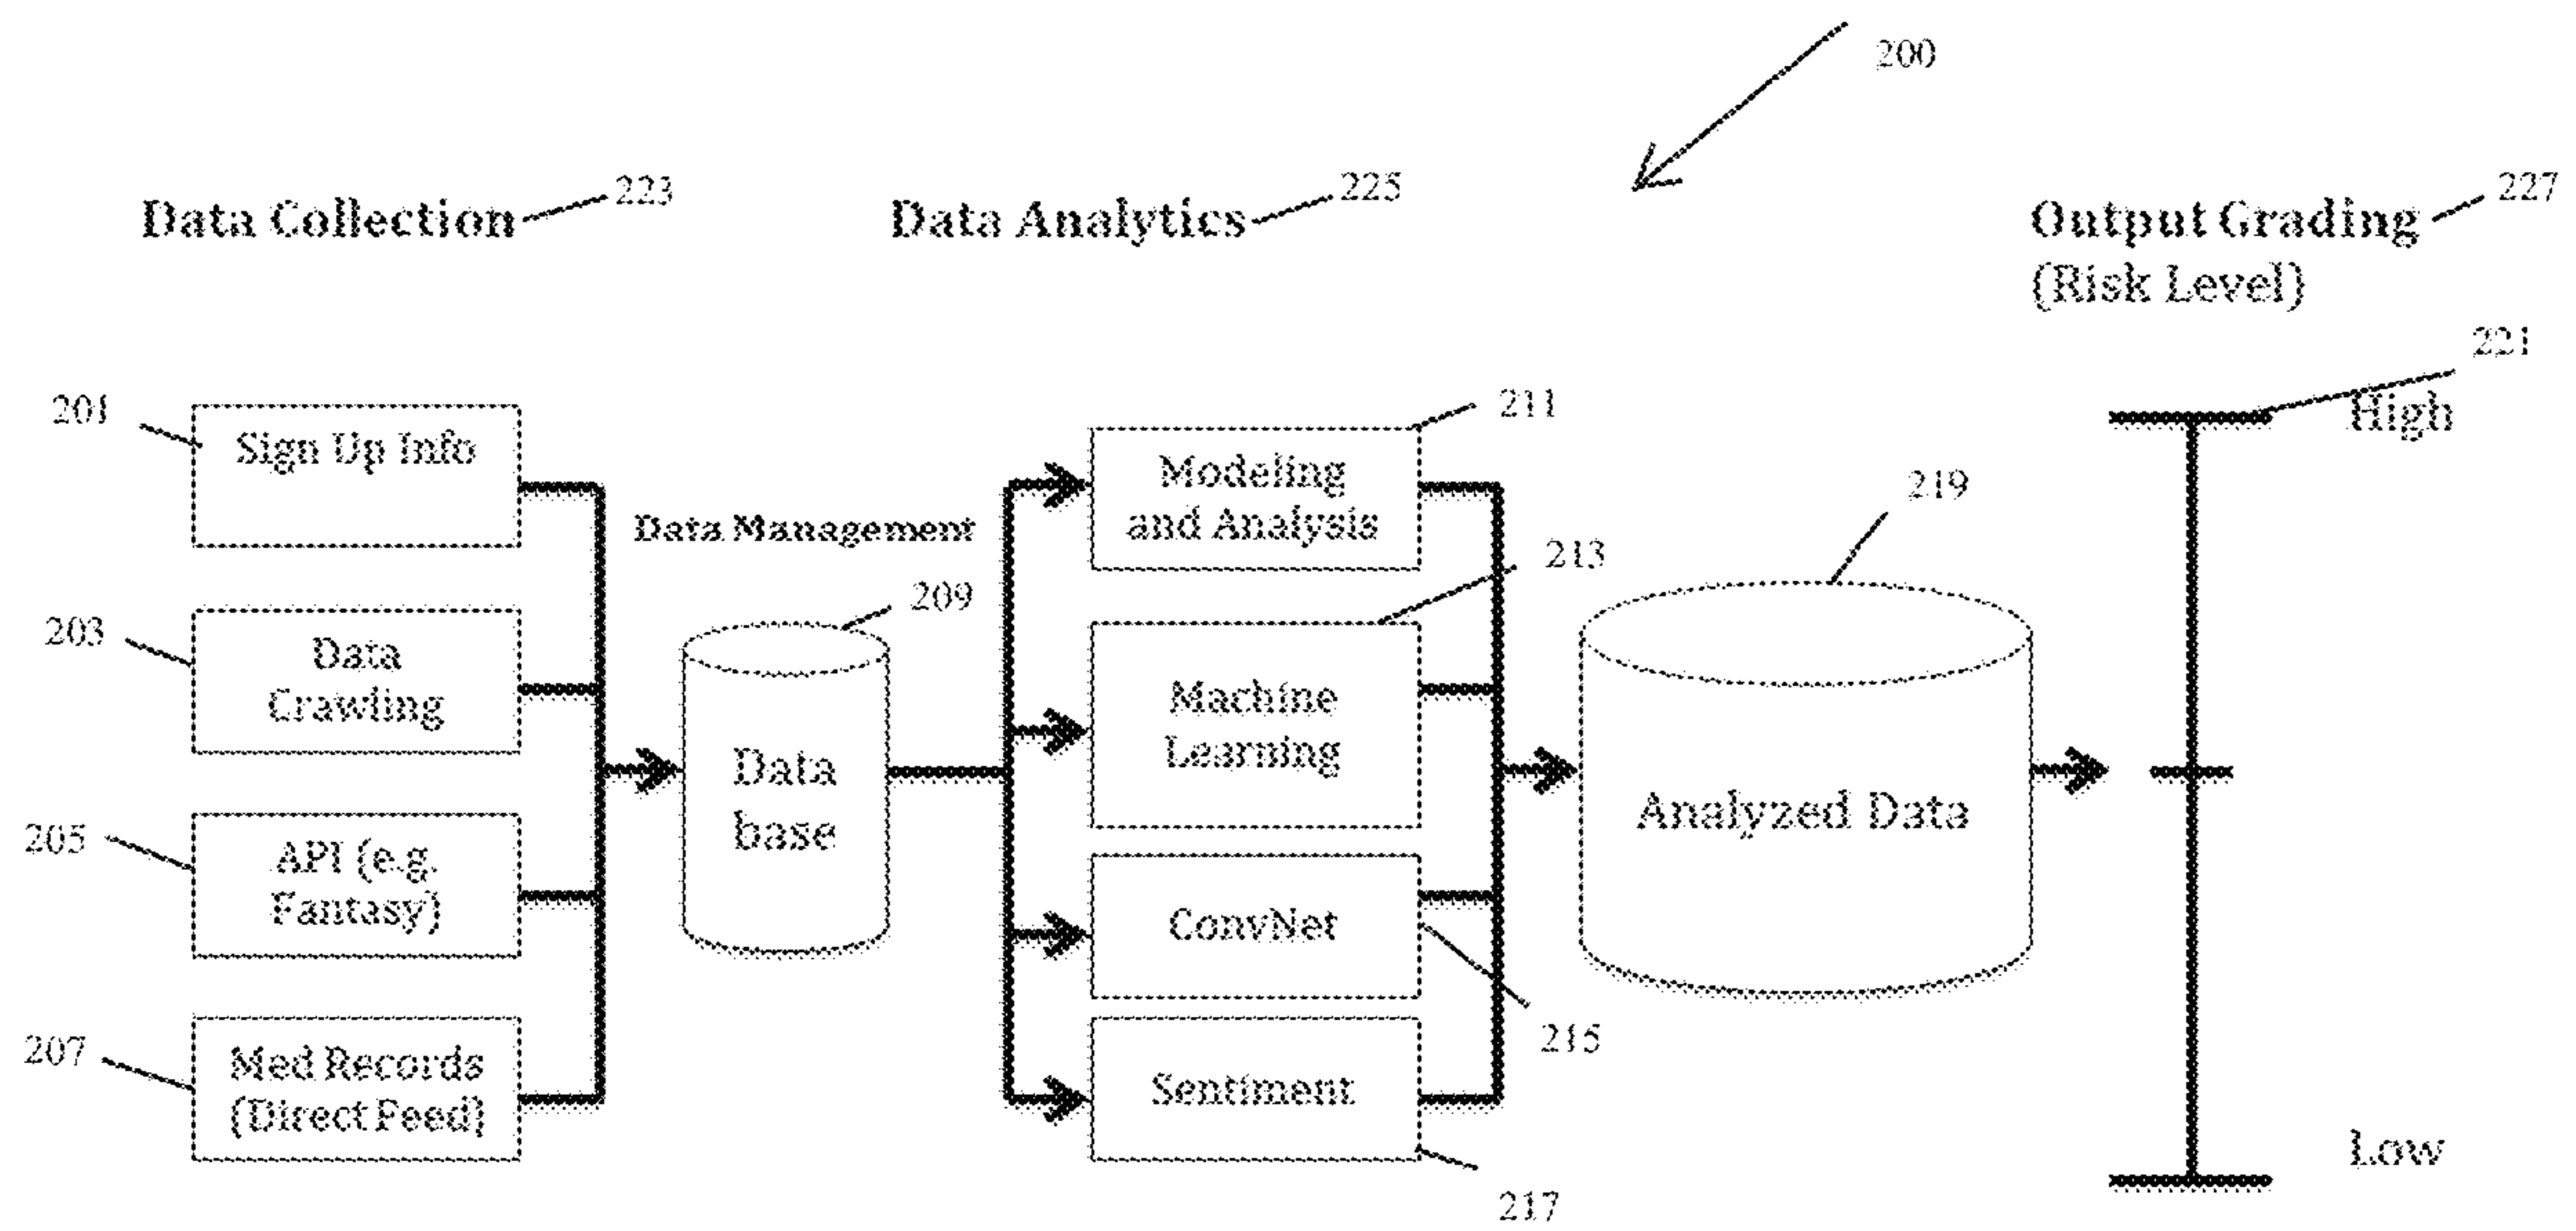 200
Data Collection
223
Data Analytics
225
Output Grading
227
(Risk Level)
221
High
Low
201
Sign Up Info
203
Data
Crawling
205
API (e.g.
Fantasy)
207
Med Records
(Direct Feed)
Data Management
209
Data
base
211
Modeling
and Analysis
213
Machine
Learning
ConvNet
215
Sentiment
217
219
Analyzed Data